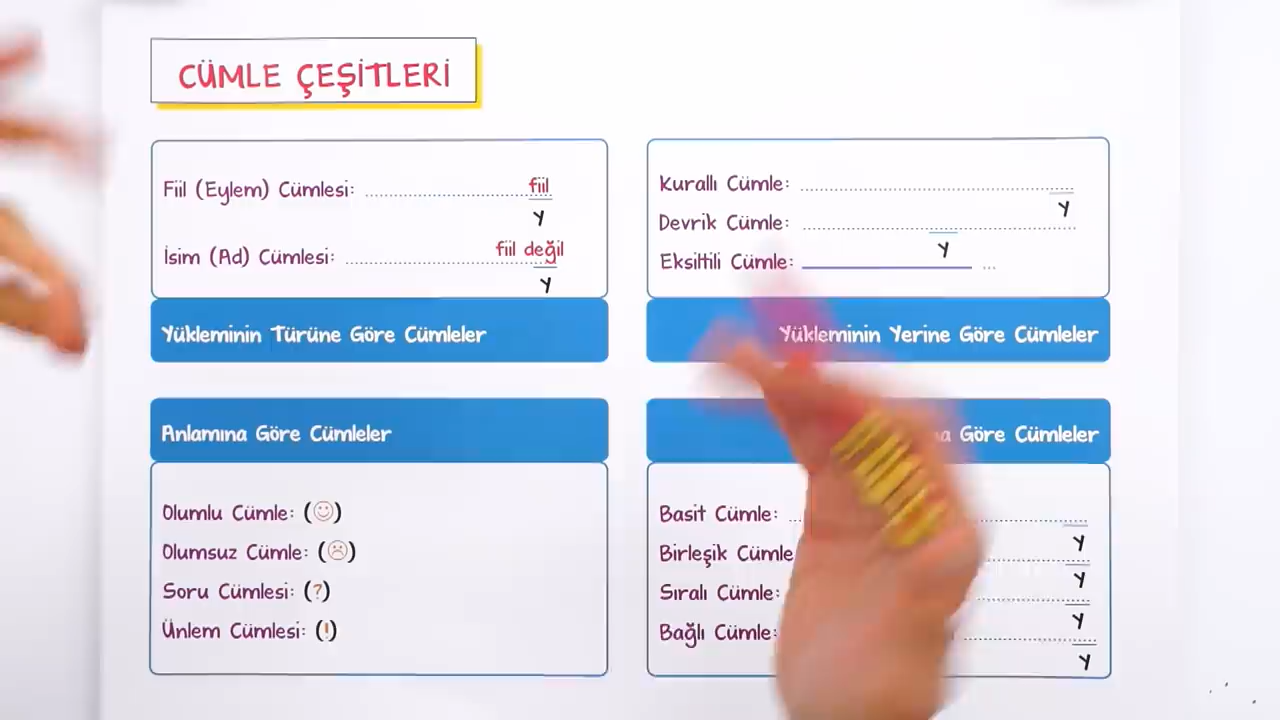 CÜMLE ÇEŞİTLERİ
Fiil (Eylem) Cümlesi: ........................ fiil
y
İsim (Ad) Cümlesi: ........................ fiil değil
y
Yükleminin Türüne Göre Cümleler
Kurallı Cümle: ........................
y
Devrik Cümle: ........................
y
Eksiltili Cümle: ________ ...
Yükleminin Yerine Göre Cümleler
Anlamına Göre Cümleler
Olumlu Cümle: (☺)
Olumsuz Cümle: (☹)
Soru Cümlesi: (?)
Ünlem Cümlesi: (!)
Göre Cümleler
Basit Cümle: ........................
y
Birleşik Cümle ........................
y
Sıralı Cümle: ........................
y
Bağlı Cümle: ........................
y